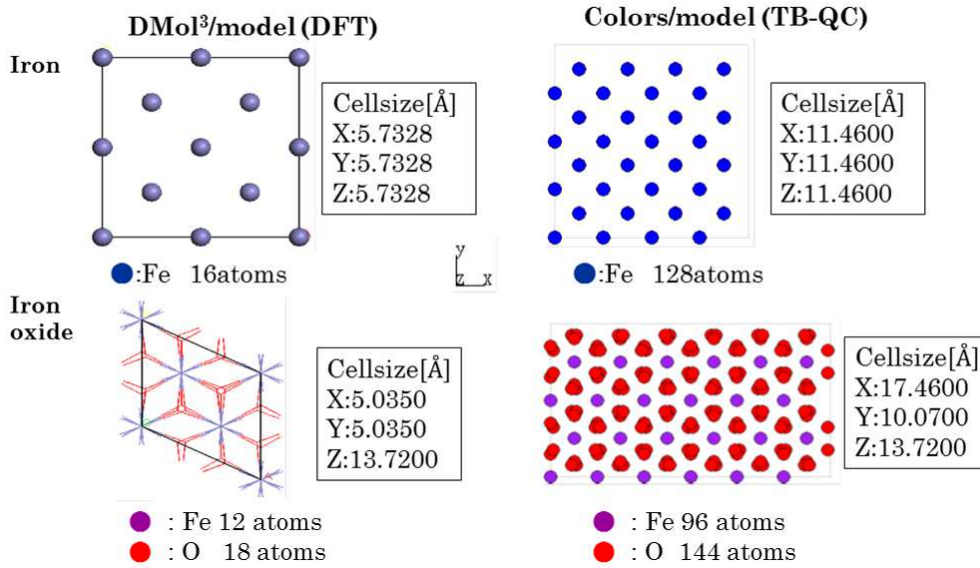 DMol³/model (DFT)
Colors/model (TB-QC)
Iron
Cellsize[Å]
X:5.7328
Y:5.7328
Z:5.7328
Cellsize[Å]
X:11.4600
Y:11.4600
Z:11.4600
:Fe 16atoms
y
Z X
:Fe 128atoms
Iron
oxide
Cellsize[Å]
X:5.0350
Y:5.0350
Z:13.7200
Cellsize[Å]
X:17.4600
Y:10.0700
Z:13.7200
: Fe 12 atoms
: O 18 atoms
: Fe 96 atoms
: O 144 atoms